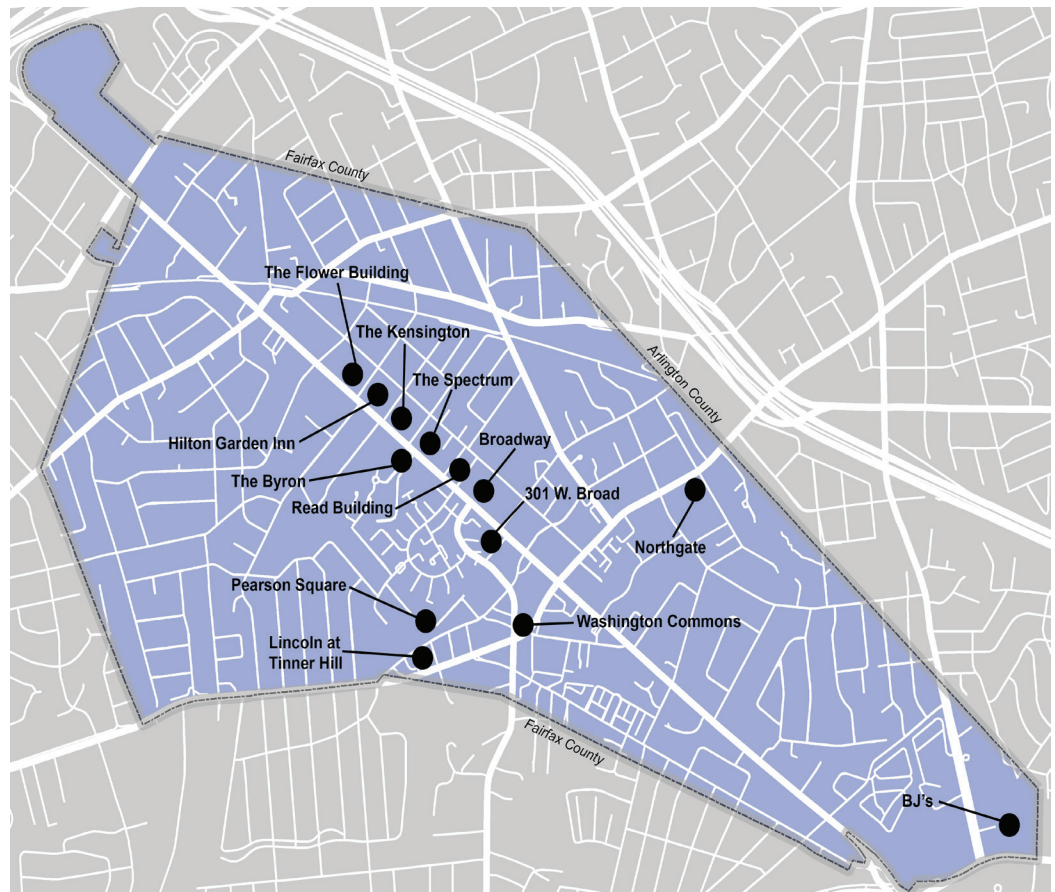 Fairfax County
The Flower Building
The Kensington
Arlington County
The Spectrum
Hilton Garden Inn
Broadway
The Byron
301 W. Broad
Read Building
Northgate
Pearson Square
Washington Commons
Lincoln at
Tinner Hill
Fairfax County
BJ's